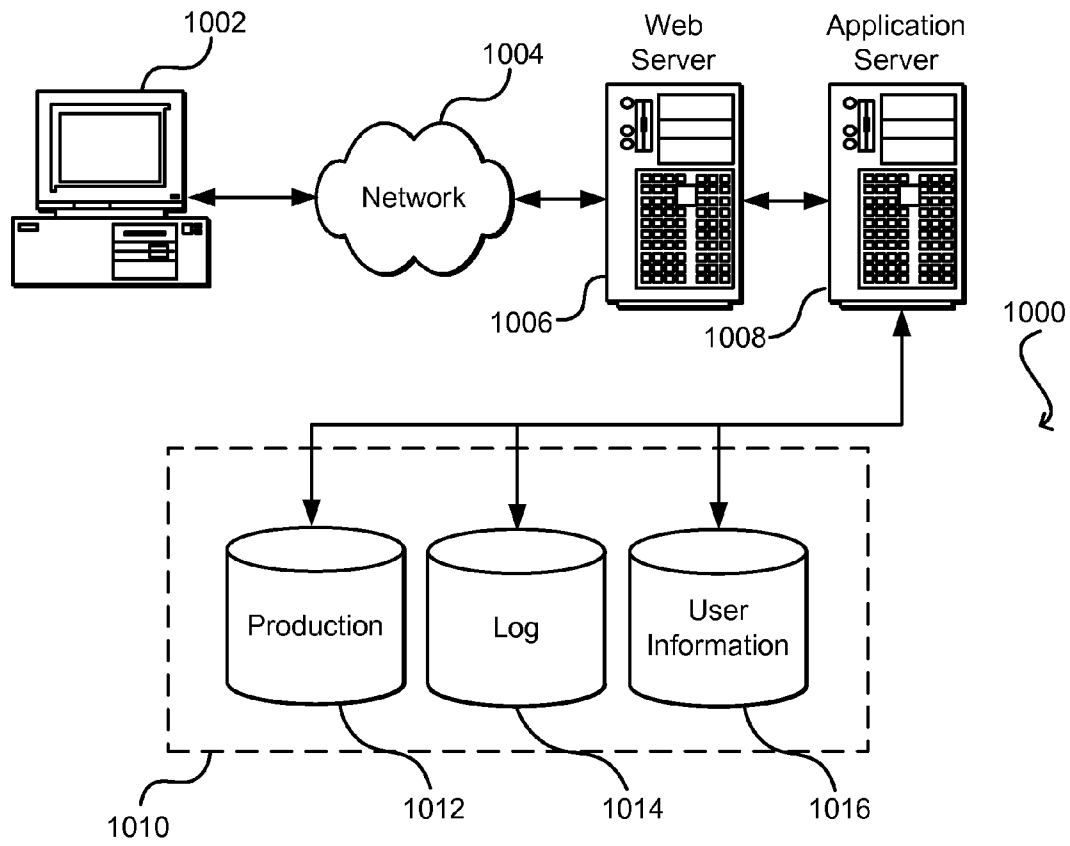 1002
1004
Web
Server
Application
Server
Network
1006
1008
1000
Production
Log
User
Information
1010
1012
1014
1016